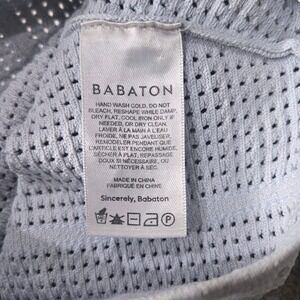 BABATON
HAND WASH COLD, DO NOT
BLEACH, RESHAPE WHILE DAMP,
DRY FLAT, COOL IRON ONLY IF
NEEDED, OR DRY CLEAN.
LAVER À LA MAIN À L'EAU
FROIDE, NE PAS JAVELISER,
REMODELER PENDANT QUE
L'ARTICLE EST ENCORE HUMIDE,
SÉCHER À PLAT, REPASSAGE
DOUX SI NÉCESSAIRE, OU
NETTOYER À SEC.
MADE IN CHINA
FABRIQUÉ EN CHINE
Sincerely, Babaton
P